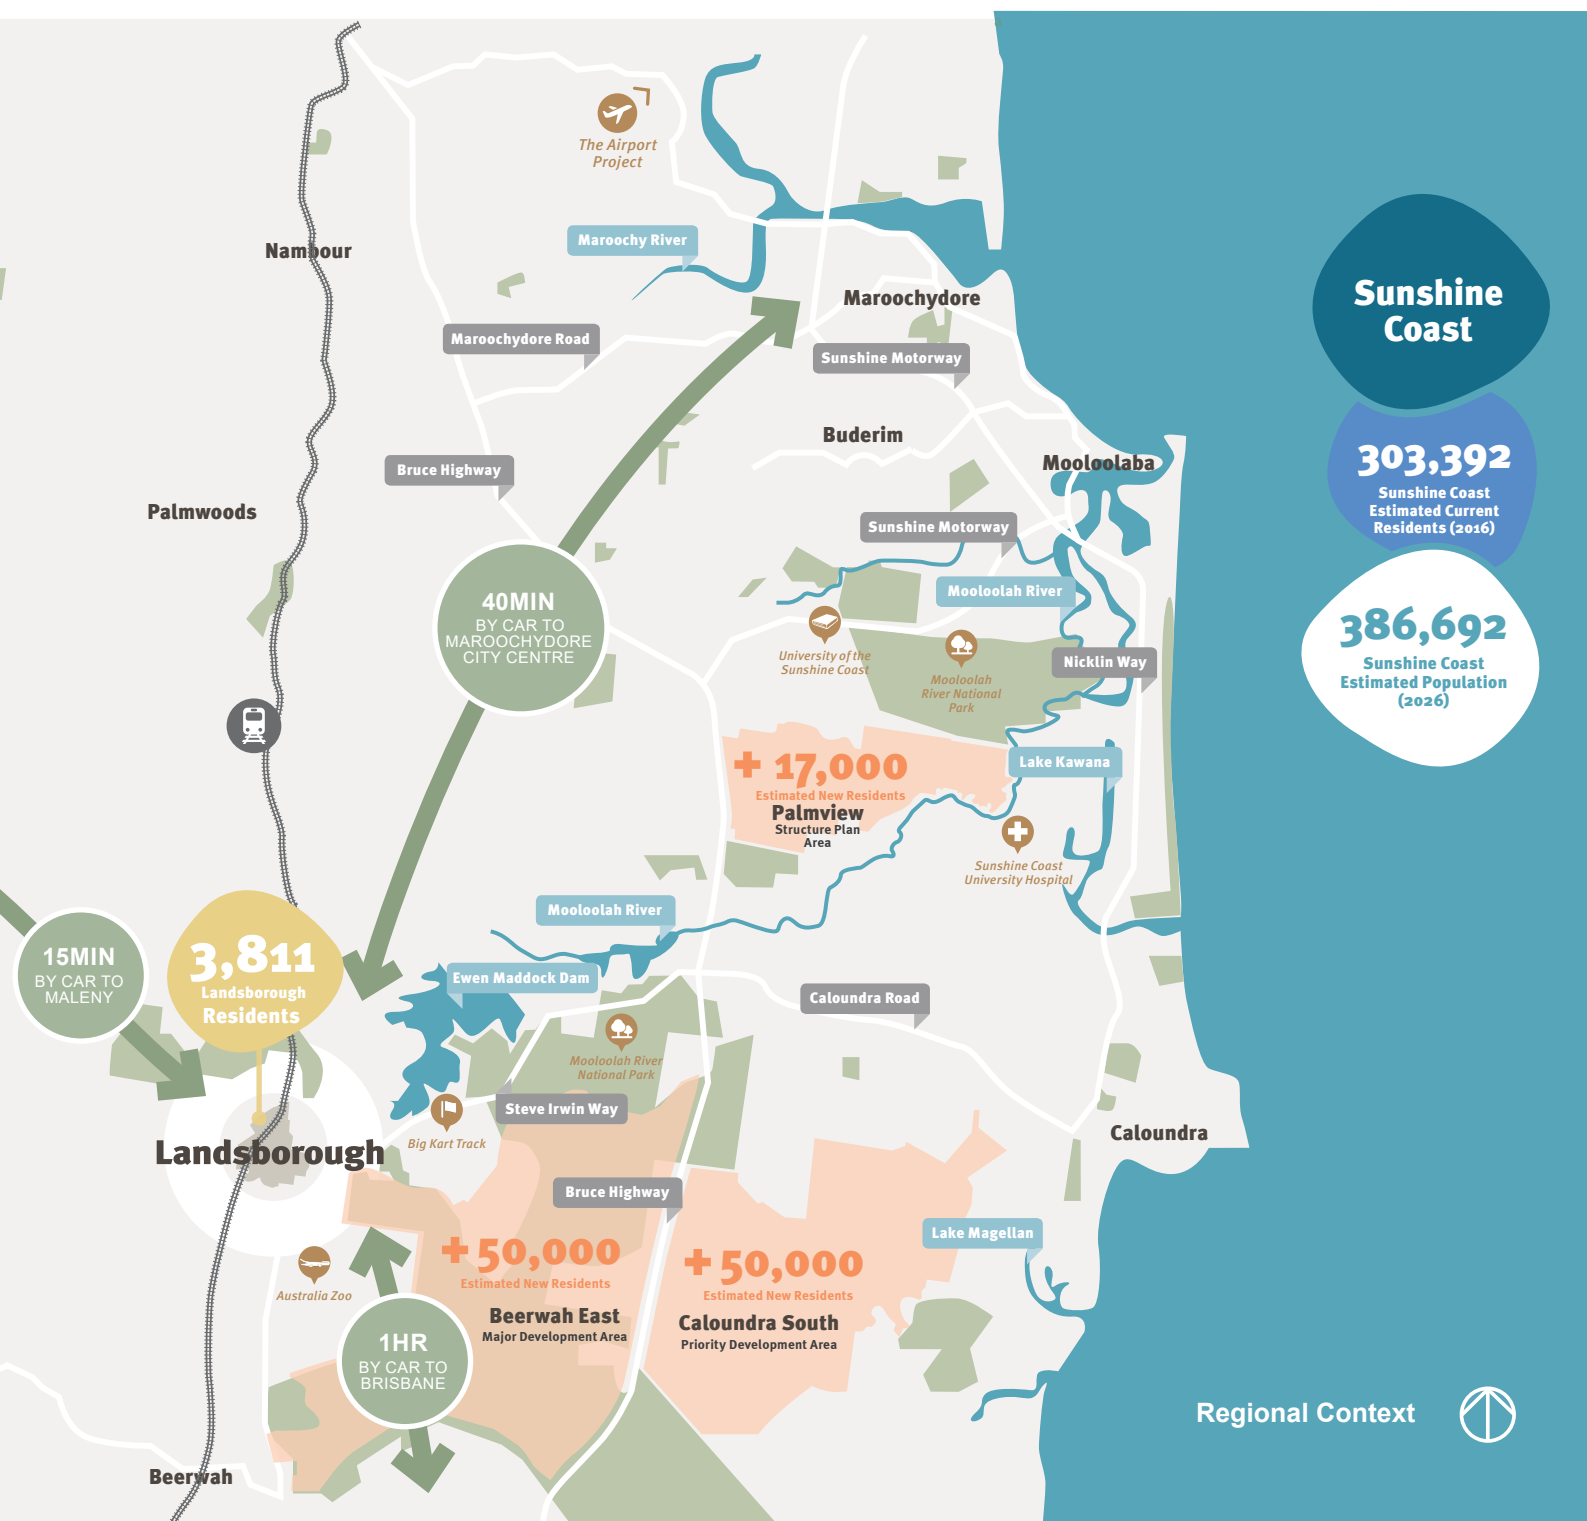 The Airport
Project
Nambour
Maroochy River
Maroochydore
Maroochydore Road
Sunshine Motorway
Buderim
Mooloolaba
Bruce Highway
Palmwoods
Sunshine Motorway
Mooloolah River
40MIN
BY CAR TO
MAROOCHYDORE
CITY CENTRE
University of the
Sunshine Coast
Mooloolah
River National
Park
Nicklin Way
+ 17,000
Estimated New Residents
Palmview
Structure Plan
Area
Lake Kawana
Sunshine Coast
University Hospital
Mooloolah River
15MIN
BY CAR TO
MALENY
3,811
Landsborough
Residents
Ewen Maddock Dam
Caloundra Road
Mooloolah River
National Park
Steve Irwin Way
Big Kart Track
Landsborough
Caloundra
Bruce Highway
Lake Magellan
+ 50,000
Estimated New Residents
Beerwah East
Major Development Area
+ 50,000
Estimated New Residents
Caloundra South
Priority Development Area
Australia Zoo
1HR
BY CAR TO
BRISBANE
Beerwah
Sunshine
Coast
303,392
Sunshine Coast
Estimated Current
Residents (2016)
386,692
Sunshine Coast
Estimated Population
(2026)
Regional Context